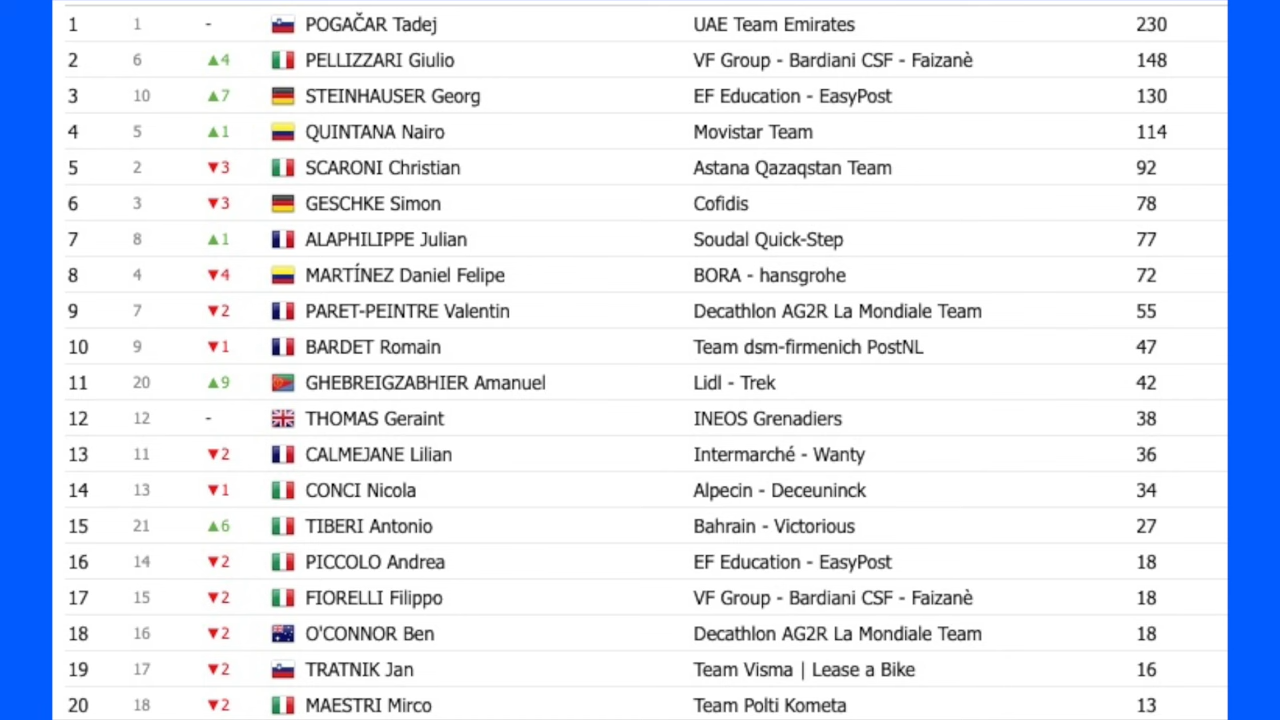 1 1 - POGAČAR Tadej UAE Team Emirates 230
2 6 ▲4 PELLIZZARI Giulio VF Group - Bardiani CSF - Faizanè 148
3 10 ▲7 STEINHAUSER Georg EF Education - EasyPost 130
4 5 ▲1 QUINTANA Nairo Movistar Team 114
5 2 ▼3 SCARONI Christian Astana Qazaqstan Team 92
6 3 ▼3 GESCHKE Simon Cofidis 78
7 8 ▲1 ALAPHILIPPE Julian Soudal Quick-Step 77
8 4 ▼4 MARTÍNEZ Daniel Felipe BORA - hansgrohe 72
9 7 ▼2 PARET-PEINTRE Valentin Decathlon AG2R La Mondiale Team 55
10 9 ▼1 BARDET Romain Team dsm-firmenich PostNL 47
11 20 ▲9 GHEBREIGZABHIER Amanuel Lidl - Trek 42
12 12 - THOMAS Geraint INEOS Grenadiers 38
13 11 ▼2 CALMEJANE Lilian Intermarché - Wanty 36
14 13 ▼1 CONCI Nicola Alpecin - Deceuninck 34
15 21 ▲6 TIBERI Antonio Bahrain - Victorious 27
16 14 ▼2 PICCOLO Andrea EF Education - EasyPost 18
17 15 ▼2 FIORELLI Filippo VF Group - Bardiani CSF - Faizanè 18
18 16 ▼2 O'CONNOR Ben Decathlon AG2R La Mondiale Team 18
19 17 ▼2 TRATNIK Jan Team Visma | Lease a Bike 16
20 18 ▼2 MAESTRI Mirco Team Polti Kometa 13